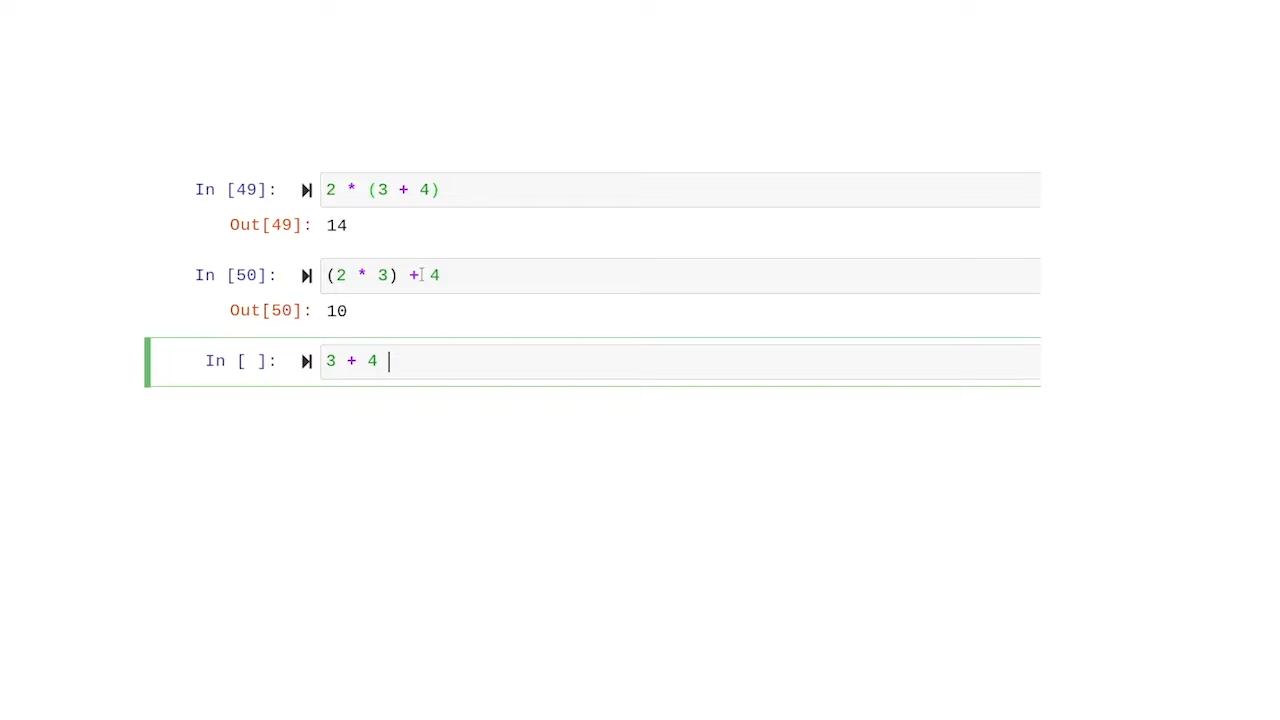 In [49]: 2 * (3 + 4)
Out[49]: 14
In [50]: (2 * 3) + 4
Out[50]: 10
In [ ]: 3 + 4